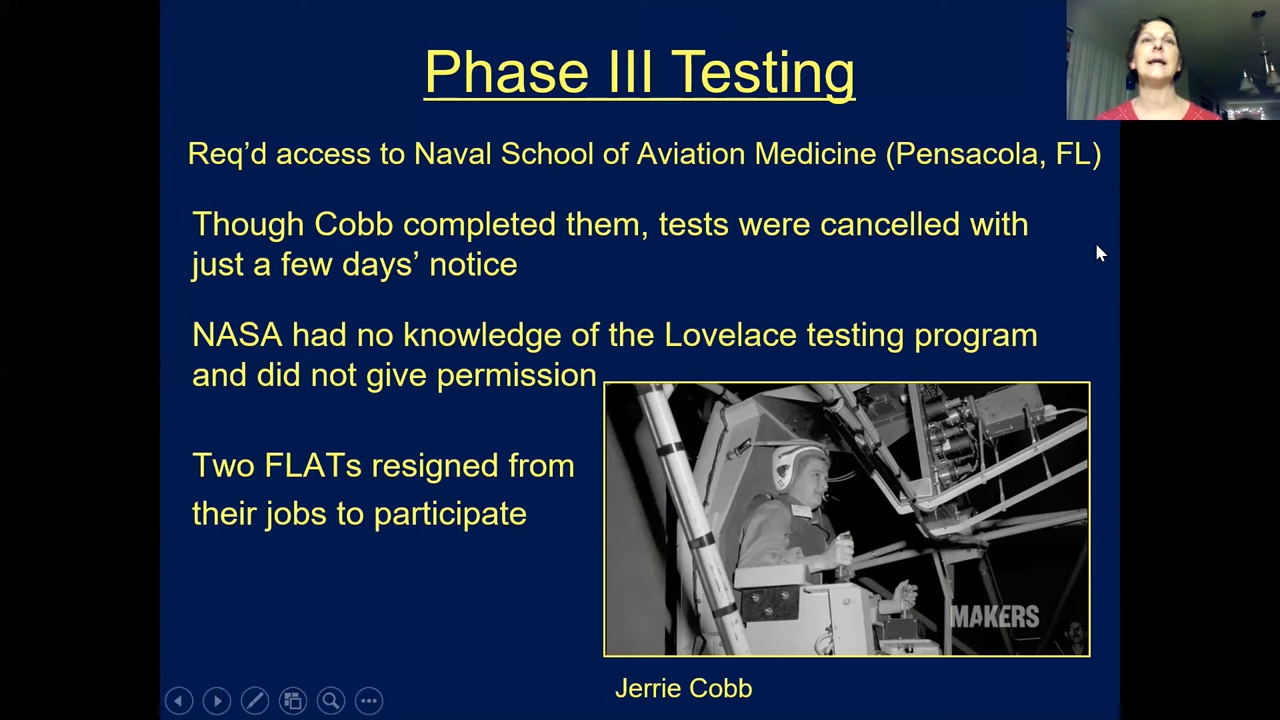 Phase III Testing
Req'd access to Naval School of Aviation Medicine (Pensacola, FL)
Though Cobb completed them, tests were cancelled with
just a few days' notice
NASA had no knowledge of the Lovelace testing program
and did not give permission
Two FLATs resigned from
their jobs to participate
MAKERS
Jerrie Cobb